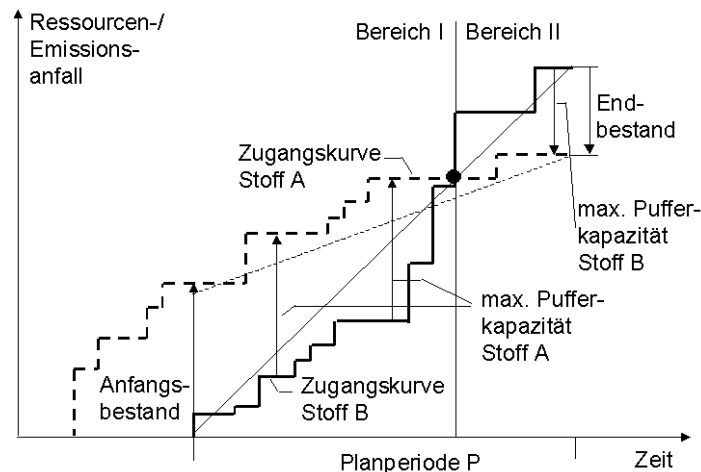 Ressourcen-/
Emissions-
anfall
Bereich I
Bereich II
End-
bestand
Zugangskurve
Stoff A
max. Puffer-
kapazität
Stoff B
max. Puffer-
kapazität
Stoff A
Anfangs-
bestand
Zugangskurve
Stoff B
Planperiode P
Zeit